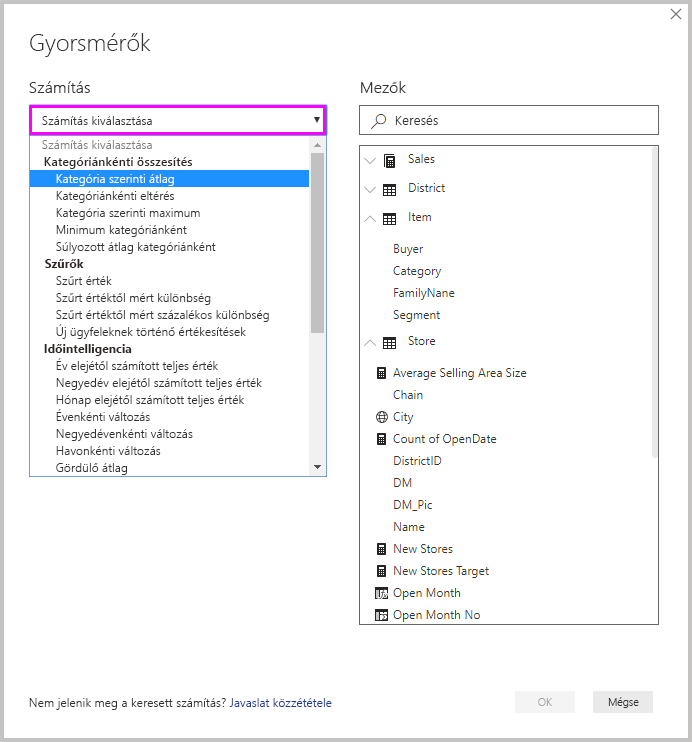 Gyorsmérők
Számítás
Számítás kiválasztása
Számítás kiválasztása
Kategóriánkénti összesítés
Kategória szerinti átlag
Kategóriánkénti eltérés
Kategória szerinti maximum
Minimum kategóriánként
Súlyozott átlag kategóriánként
Szűrők
Szűrt érték
Szűrt értéktől mért különbség
Szűrt értéktől mért százalékos különbség
Új ügyfeleknek történő értékesítések
Időintelligencia
Év elejétől számított teljes érték
Negyedév elejétől számított teljes érték
Hónap elejétől számított teljes érték
Évenkénti változás
Negyedévenkénti változás
Havonkénti változás
Gördülő átlag
Mezők
Keresés
Sales
District
Item
Buyer
Category
FamilyNane
Segment
Store
Average Selling Area Size
Chain
City
Count of OpenDate
DistrictID
DM
DM_Pic
Name
New Stores
New Stores Target
Open Month
Open Month No
Nem jelenik meg a keresett számítás? Javaslat közzététele
OK
Mégse